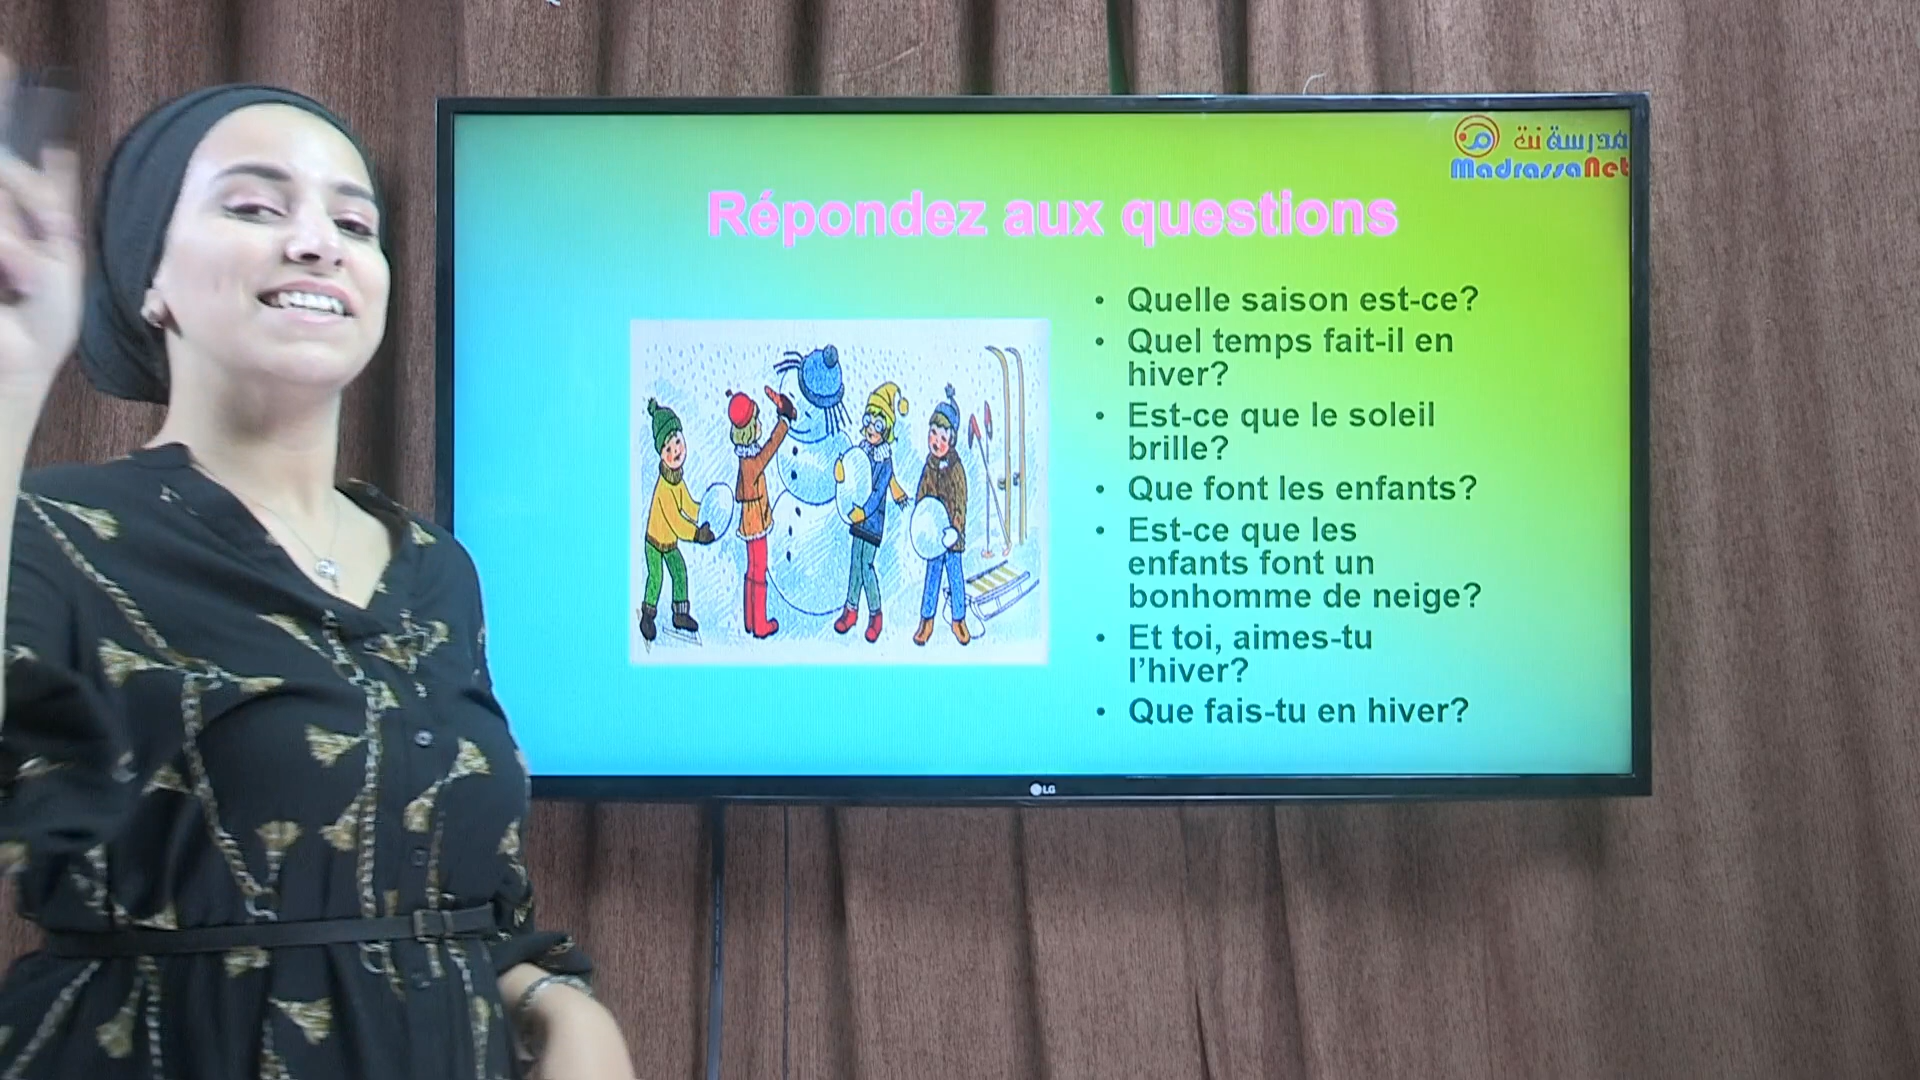 مدرسة نت
MadrassaNet
Répondez aux questions
• Quelle saison est-ce?
• Quel temps fait-il en
hiver?
• Est-ce que le soleil
brille?
• Que font les enfants?
• Est-ce que les
enfants font un
bonhomme de neige?
• Et toi, aimes-tu
l’hiver?
• Que fais-tu en hiver?
LG